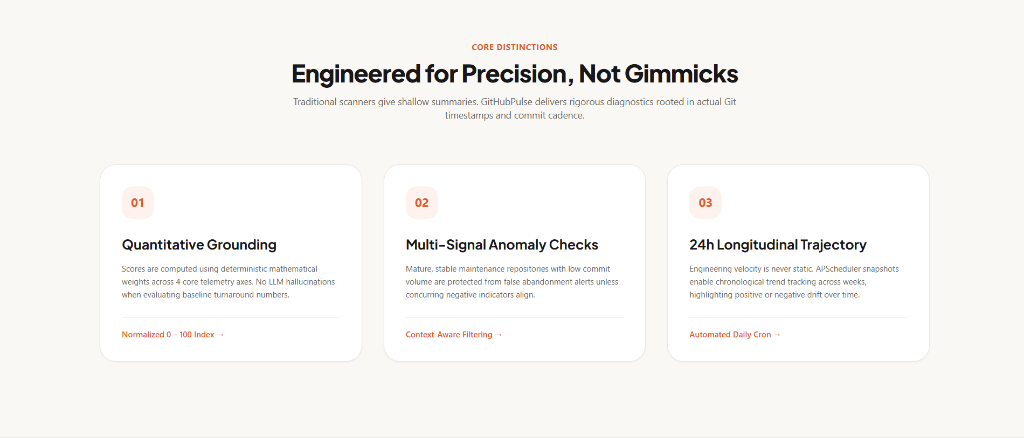 CORE DISTINCTIONS
Engineered for Precision, Not Gimmicks
Traditional scanners give shallow summaries. GitHubPulse delivers rigorous diagnostics rooted in actual Git
timestamps and commit cadence.
01
Quantitative Grounding
Scores are computed using deterministic mathematical
weights across 4 core telemetry axes. No LLM hallucinations
when evaluating baseline turnaround numbers.
Normalized 0 – 100 Index →
02
Multi-Signal Anomaly Checks
Mature, stable maintenance repositories with low commit
volume are protected from false abandonment alerts unless
concurring negative indicators align.
Context-Aware Filtering →
03
24h Longitudinal Trajectory
Engineering velocity is never static. APScheduler snapshots
enable chronological trend tracking across weeks,
highlighting positive or negative drift over time.
Automated Daily Cron →